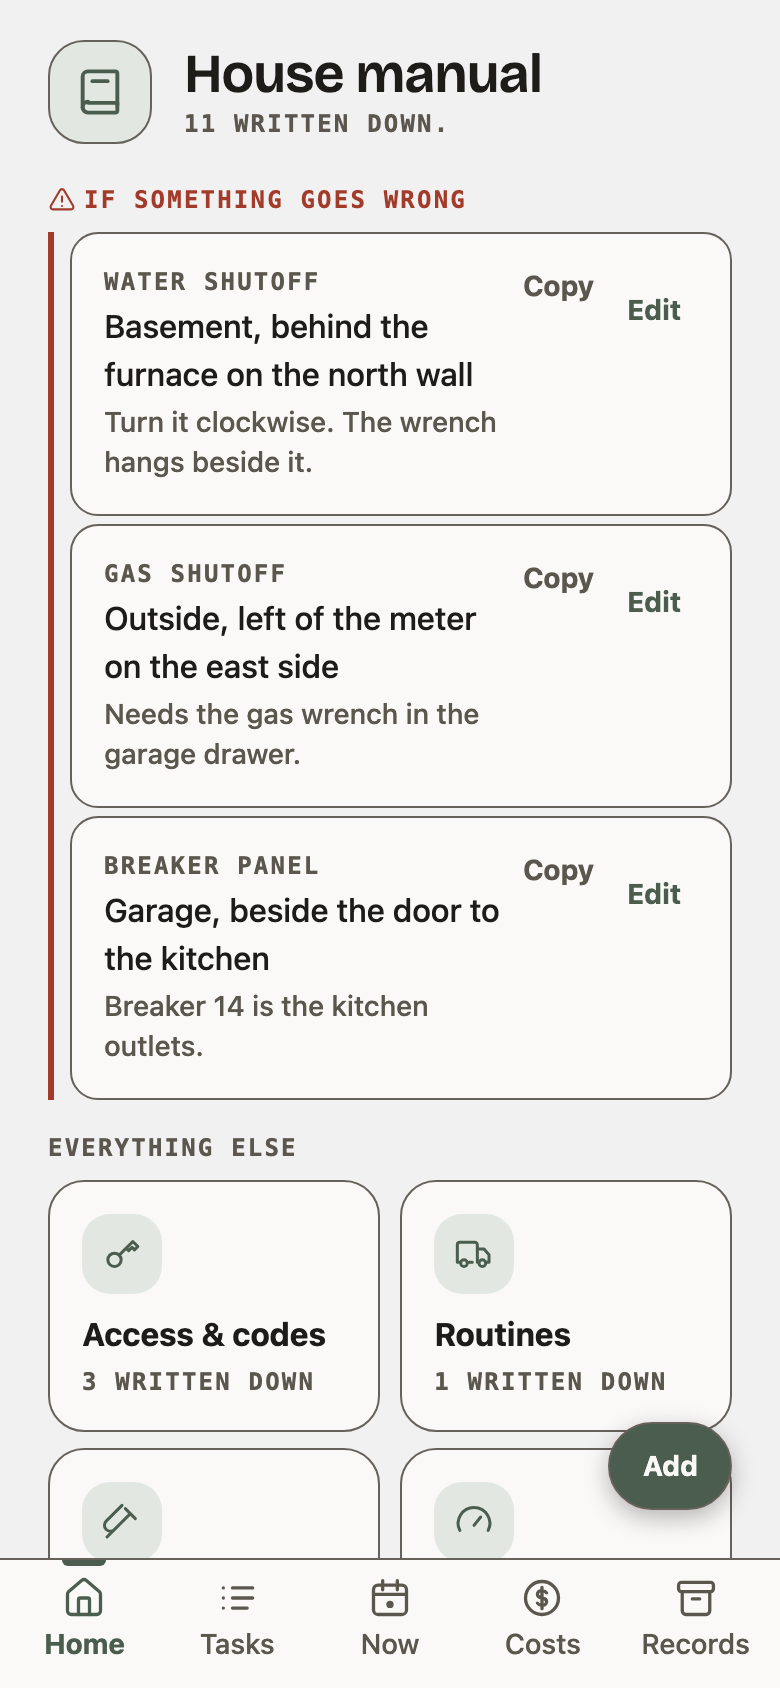 House manual
11 WRITTEN DOWN.
IF SOMETHING GOES WRONG
WATER SHUTOFF
Copy
Edit
Basement, behind the
furnace on the north wall
Turn it clockwise. The wrench
hangs beside it.
GAS SHUTOFF
Copy
Edit
Outside, left of the meter
on the east side
Needs the gas wrench in the
garage drawer.
BREAKER PANEL
Copy
Edit
Garage, beside the door to
the kitchen
Breaker 14 is the kitchen
outlets.
EVERYTHING ELSE
Access & codes
3 WRITTEN DOWN
Routines
1 WRITTEN DOWN
Add
Home
Tasks
Now
Costs
Records